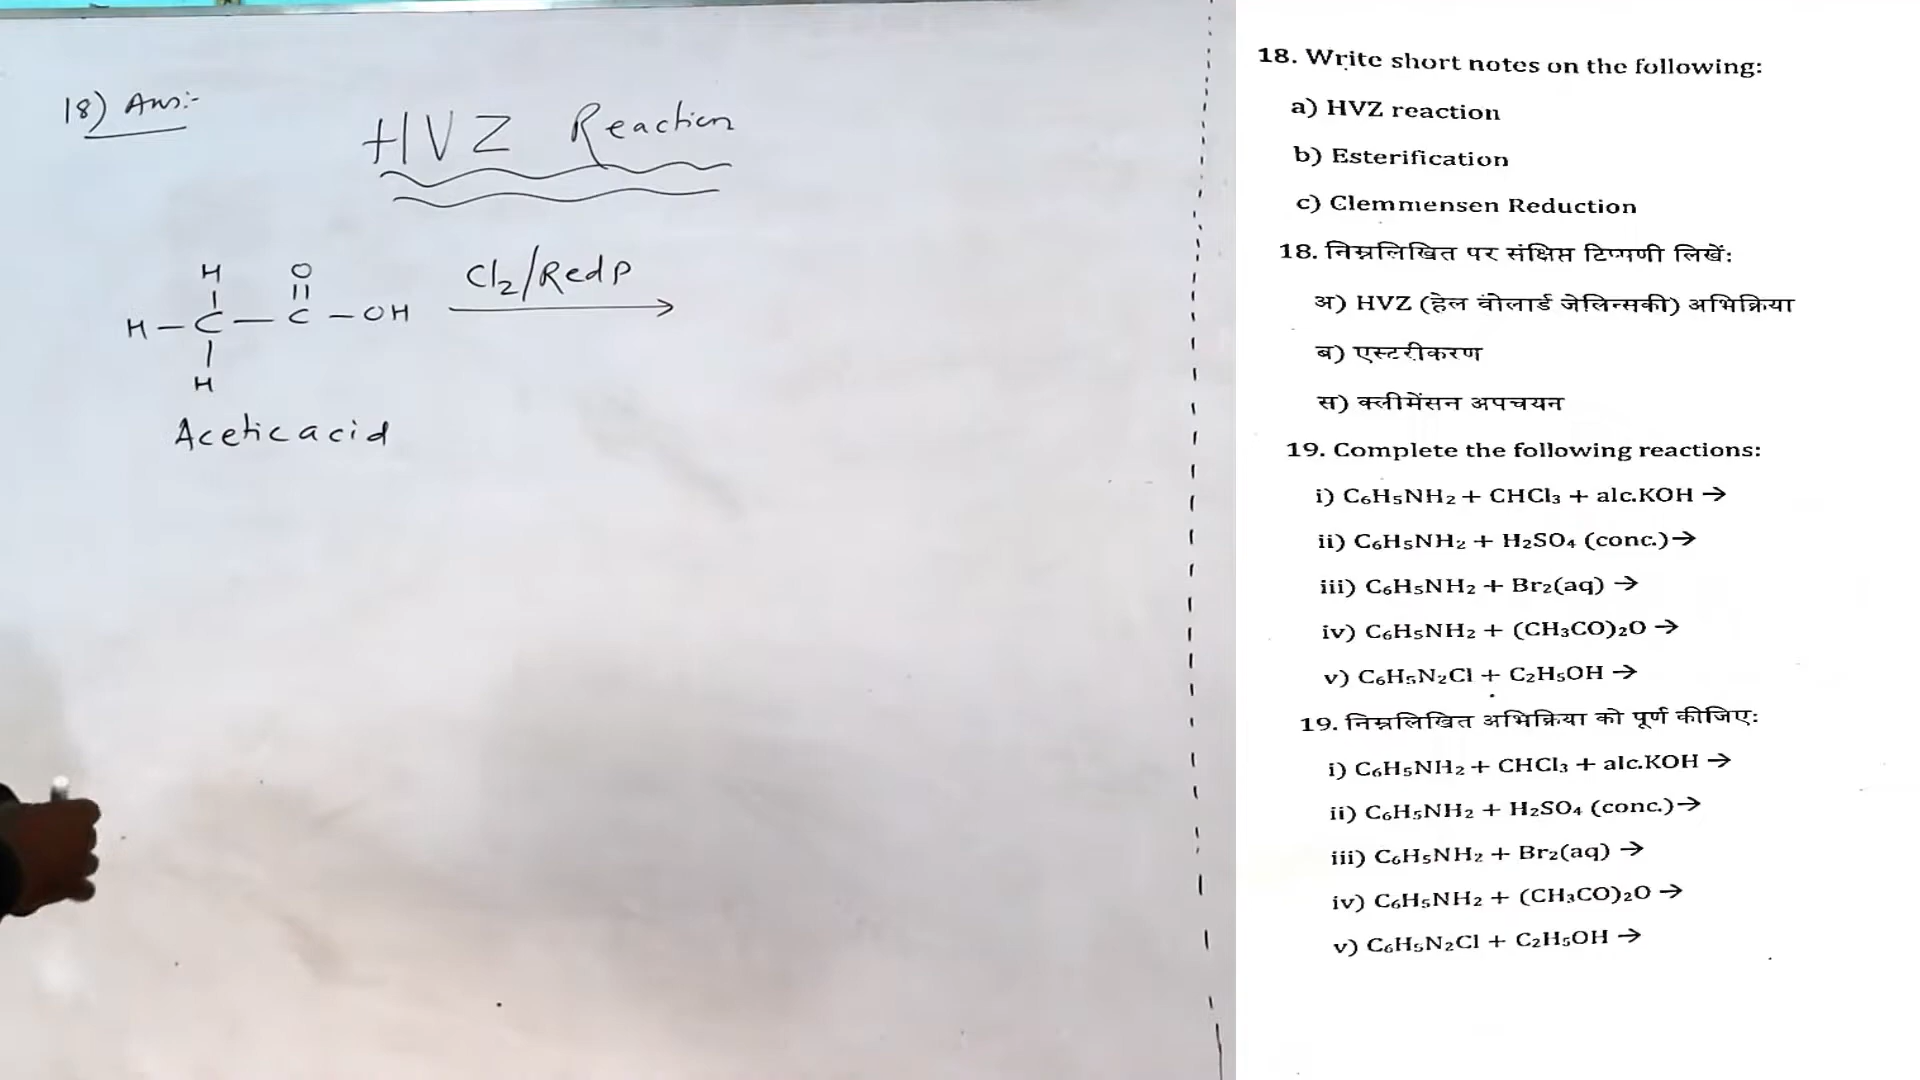 18) Ans:-
HVZ Reaction
H O
| ||
H-C-C-OH Cl₂/Red P →
|
H
Acetic acid
18. Write short notes on the following:
a) HVZ reaction
b) Esterification
c) Clemmensen Reduction
18. निम्नलिखित पर संक्षिप्त टिप्पणी लिखें:
अ) HVZ (हेल वोलार्ड जेलिन्सकी) अभिक्रिया
ब) एस्टरीकरण
स) क्लीमेंसन अपचयन
19. Complete the following reactions:
i) C₆H₅NH₂ + CHCl₃ + alc.KOH →
ii) C₆H₅NH₂ + H₂SO₄ (conc.)→
iii) C₆H₅NH₂ + Br₂(aq) →
iv) C₆H₅NH₂ + (CH₃CO)₂O →
v) C₆H₅N₂Cl + C₂H₅OH →
19. निम्नलिखित अभिक्रिया को पूर्ण कीजिए:
i) C₆H₅NH₂ + CHCl₃ + alc.KOH →
ii) C₆H₅NH₂ + H₂SO₄ (conc.)→
iii) C₆H₅NH₂ + Br₂(aq) →
iv) C₆H₅NH₂ + (CH₃CO)₂O →
v) C₆H₅N₂Cl + C₂H₅OH →